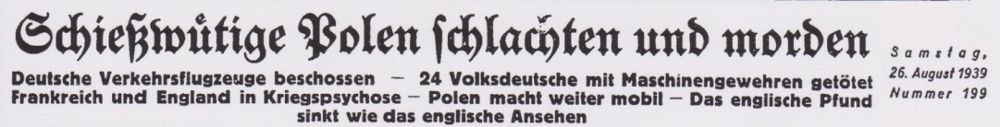 Schießwütige Polen schlachten und morden
Deutsche Verkehrsflugzeuge beschossen — 24 Volksdeutsche mit Maschinengewehren getötet
Frankreich und England in Kriegspsychose — Polen macht weiter mobil — Das englische Pfund
sinkt wie das englische Ansehen
Samstag,
26. August 1939
Nummer 199